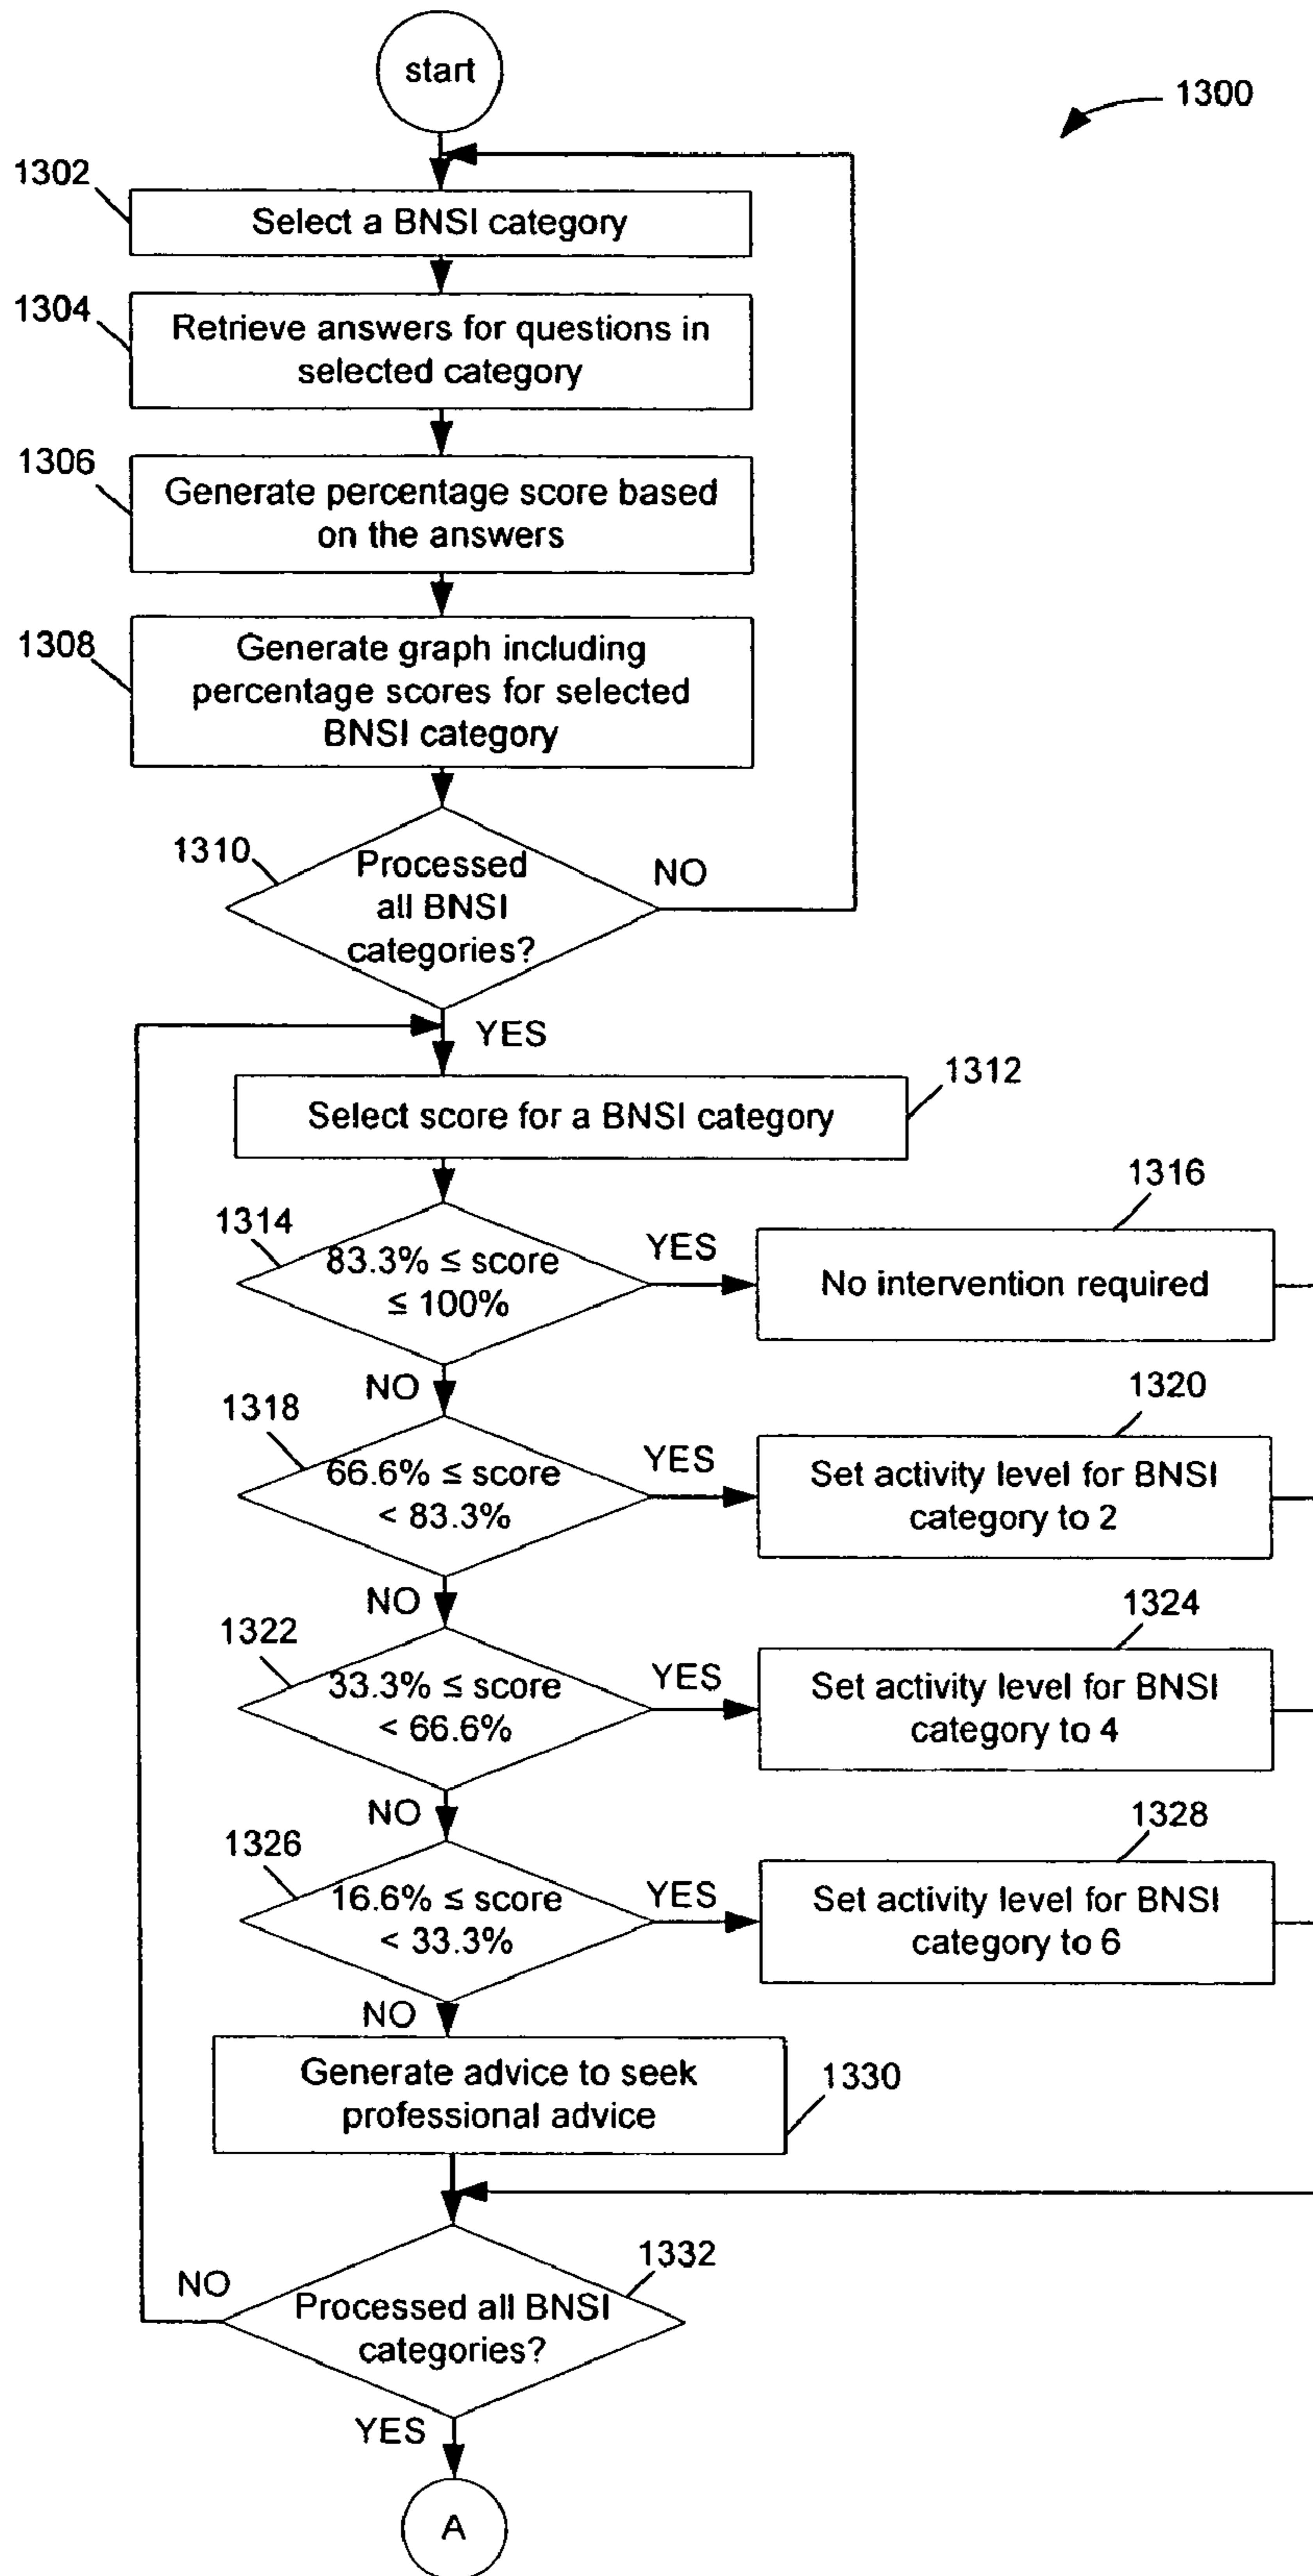 start
1300
1302
Select a BNSI category
1304
Retrieve answers for questions in
selected category
1306
Generate percentage score based
on the answers
1308
Generate graph including
percentage scores for selected
BNSI category
1310
Processed
all BNSI
categories?
NO
YES
1312
Select score for a BNSI category
1314
83.3% ≤ score
≤ 100%
YES
1316
No intervention required
NO
1318
66.6% ≤ score
< 83.3%
YES
1320
Set activity level for BNSI
category to 2
NO
1322
33.3% ≤ score
< 66.6%
YES
1324
Set activity level for BNSI
category to 4
NO
1326
16.6% ≤ score
< 33.3%
YES
1328
Set activity level for BNSI
category to 6
NO
Generate advice to seek
professional advice
1330
1332
NO
Processed all BNSI
categories?
YES
A